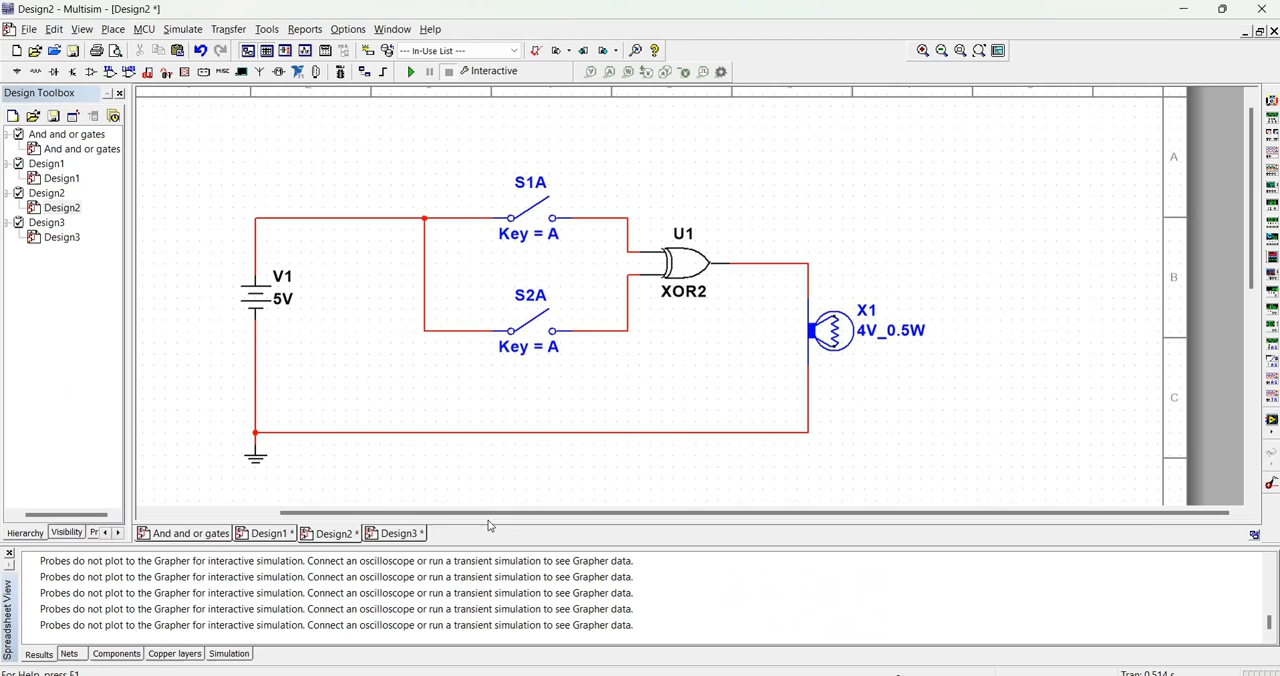 Design2 - Multisim - [Design2 *]
File Edit View Place MCU Simulate Transfer Tools Reports Options Window Help
--- In-Use List ---
Interactive
Design Toolbox
And and or gates
And and or gates
Design1
Design1
Design2
Design2
Design3
Design3
Hierarchy Visibility Pr
A
B
C
S1A
Key = A
V1
5V
S2A
Key = A
U1
XOR2
X1
4V_0.5W
And and or gates Design1 * Design2 * Design3 *
Spreadsheet View
Probes do not plot to the Grapher for interactive simulation. Connect an oscilloscope or run a transient simulation to see Grapher data.
Probes do not plot to the Grapher for interactive simulation. Connect an oscilloscope or run a transient simulation to see Grapher data.
Probes do not plot to the Grapher for interactive simulation. Connect an oscilloscope or run a transient simulation to see Grapher data.
Probes do not plot to the Grapher for interactive simulation. Connect an oscilloscope or run a transient simulation to see Grapher data.
Probes do not plot to the Grapher for interactive simulation. Connect an oscilloscope or run a transient simulation to see Grapher data.
Results Nets Components Copper layers Simulation
For Help, press F1
Tran: 0.514 s